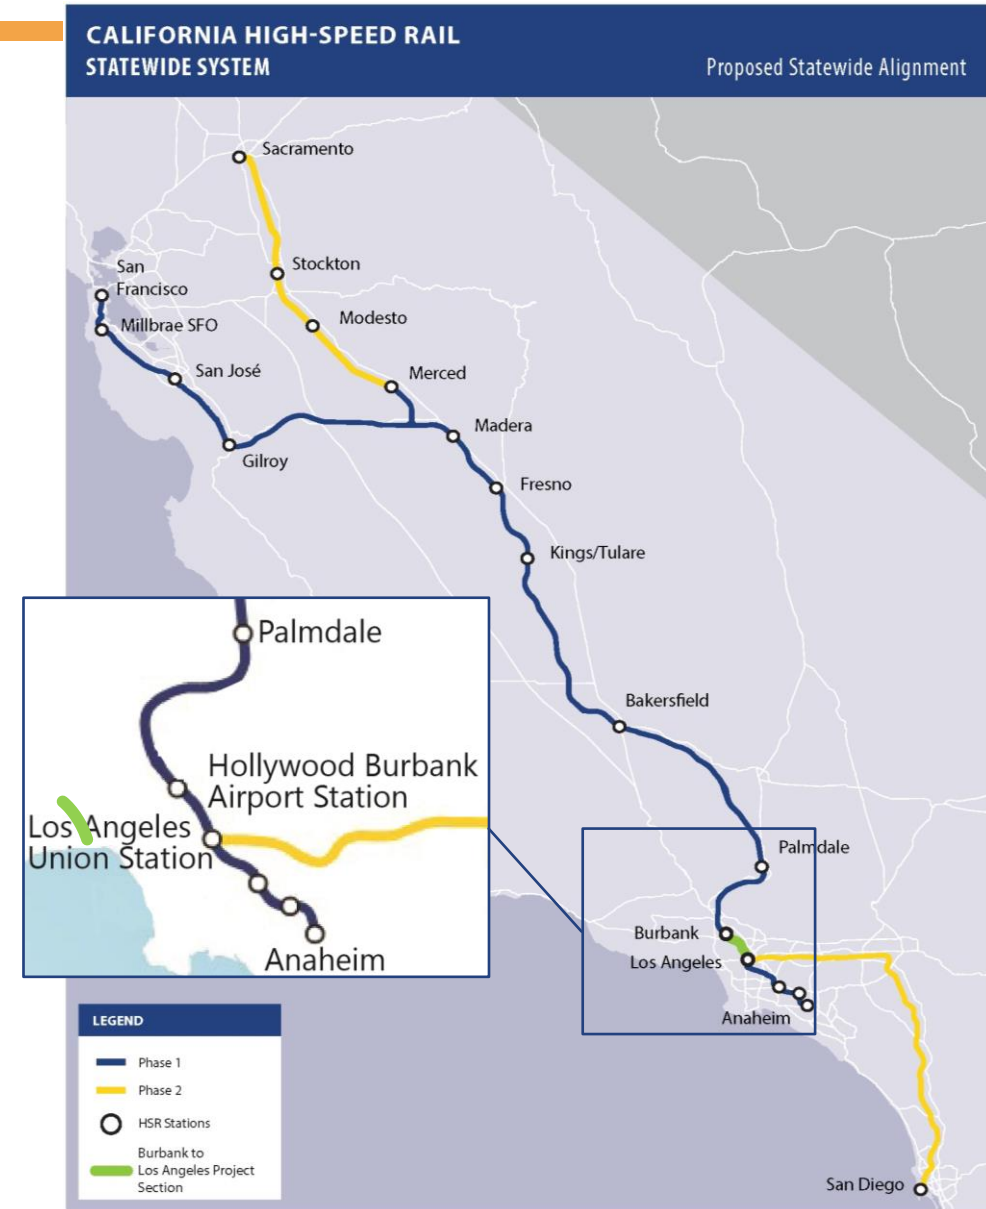 CALIFORNIA HIGH-SPEED RAIL
STATEWIDE SYSTEM
Proposed Statewide Alignment
Sacramento
Stockton
San
Francisco
Modesto
Millbrae SFO
San José
Merced
Madera
Gilroy
Fresno
Kings/Tulare
Bakersfield
Palmdale
Burbank
Los Angeles
Anaheim
San Diego
Palmdale
Hollywood Burbank
Airport Station
Los Angeles
Union Station
Anaheim
LEGEND
Phase 1
Phase 2
HSR Stations
Burbank to
Los Angeles Project
Section